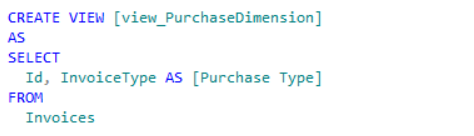 CREATE VIEW [view_PurchaseDimension]
AS
SELECT
Id, InvoiceType AS [Purchase Type]
FROM
Invoices